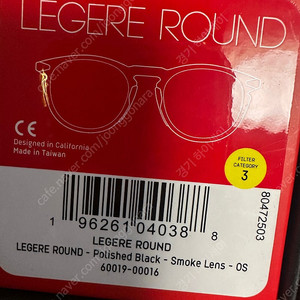 LEGERE ROUND
CE
Designed in California
Made in Taiwan
FILTER
CATEGORY
3
80472503
1 96261 04038 8
LEGERE ROUND
LEGERE ROUND - Polished Black - Smoke Lens - OS
60019-00016